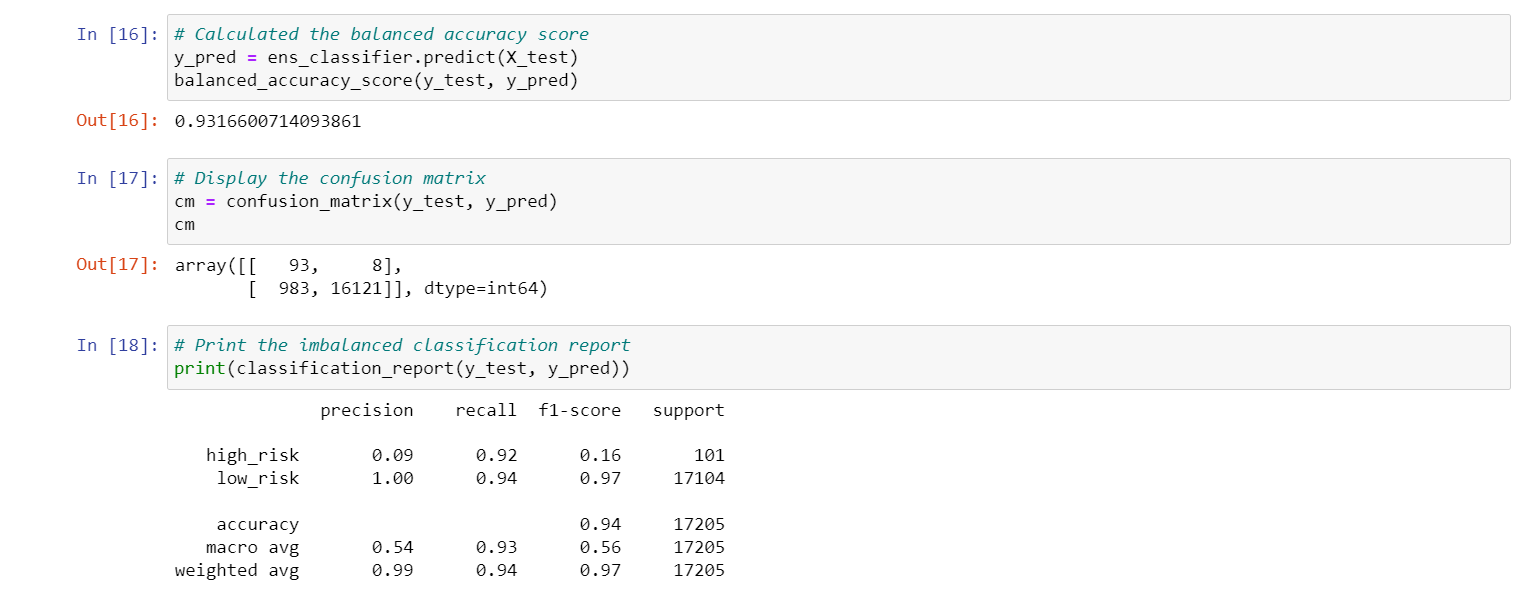 In [16]: # Calculated the balanced accuracy score
y_pred = ens_classifier.predict(X_test)
balanced_accuracy_score(y_test, y_pred)
Out[16]: 0.9316600714093861
In [17]: # Display the confusion matrix
cm = confusion_matrix(y_test, y_pred)
cm
Out[17]: array([[   93,     8],
       [  983, 16121]], dtype=int64)
In [18]: # Print the imbalanced classification report
print(classification_report(y_test, y_pred))
              precision    recall  f1-score   support
   high_risk       0.09      0.92      0.16       101
    low_risk       1.00      0.94      0.97     17104
    accuracy                           0.94     17205
   macro avg       0.54      0.93      0.56     17205
weighted avg       0.99      0.94      0.97     17205